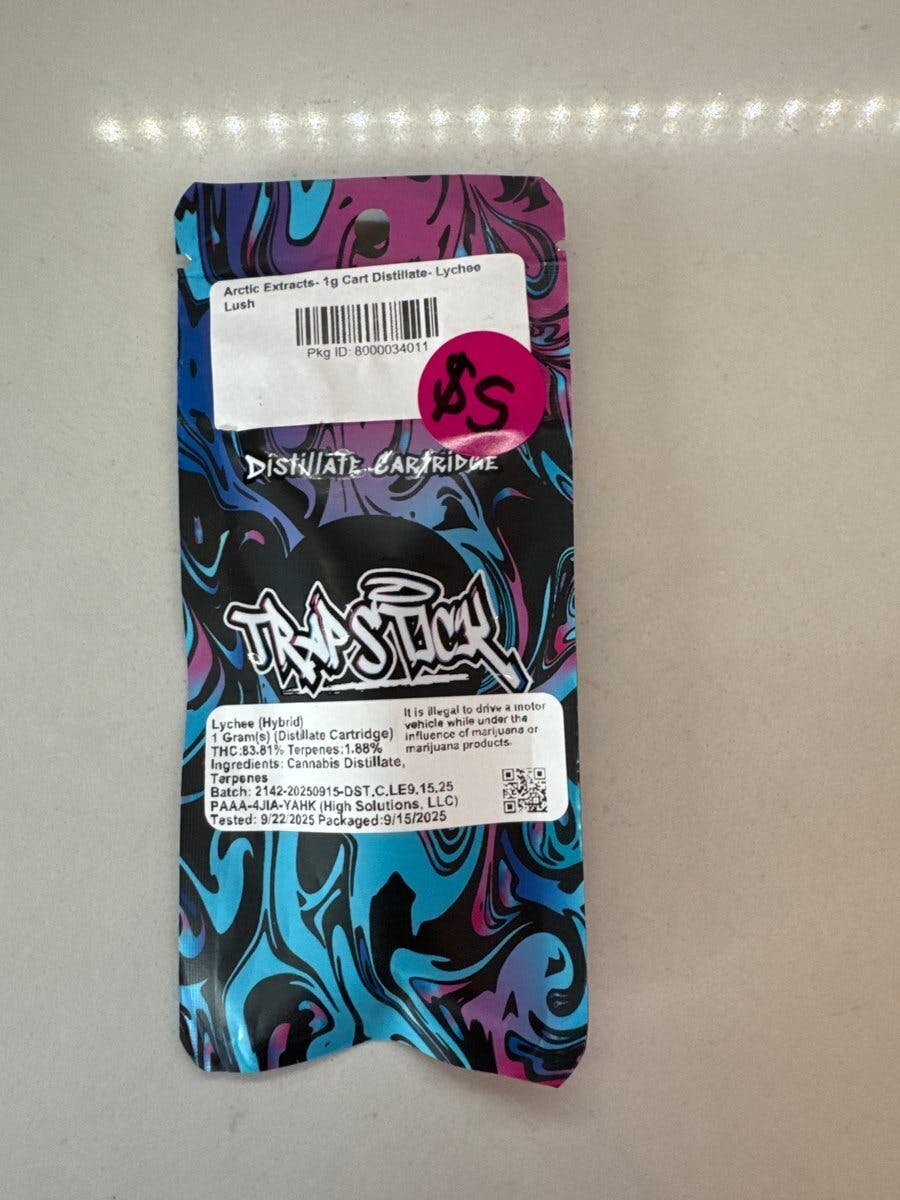 Arctic Extracts- 1g Cart Distillate- Lychee
Lush
Pkg ID: 8000034011
$5
Distillate Cartridge
TRAP STICK
Lychee (Hybrid)
1 Gram(s) (Distillate Cartridge)
THC:83.81% Terpenes:1.88%
Ingredients: Cannabis Distillate,
Terpenes
Batch: 2142-20250915-DST.C.LE9.15.25
PAAA-4JIA-YAHK (High Solutions, LLC)
Tested: 9/22/2025 Packaged:9/15/2025
It is illegal to drive a motor
vehicle while under the
influence of marijuana or
marijuana products.